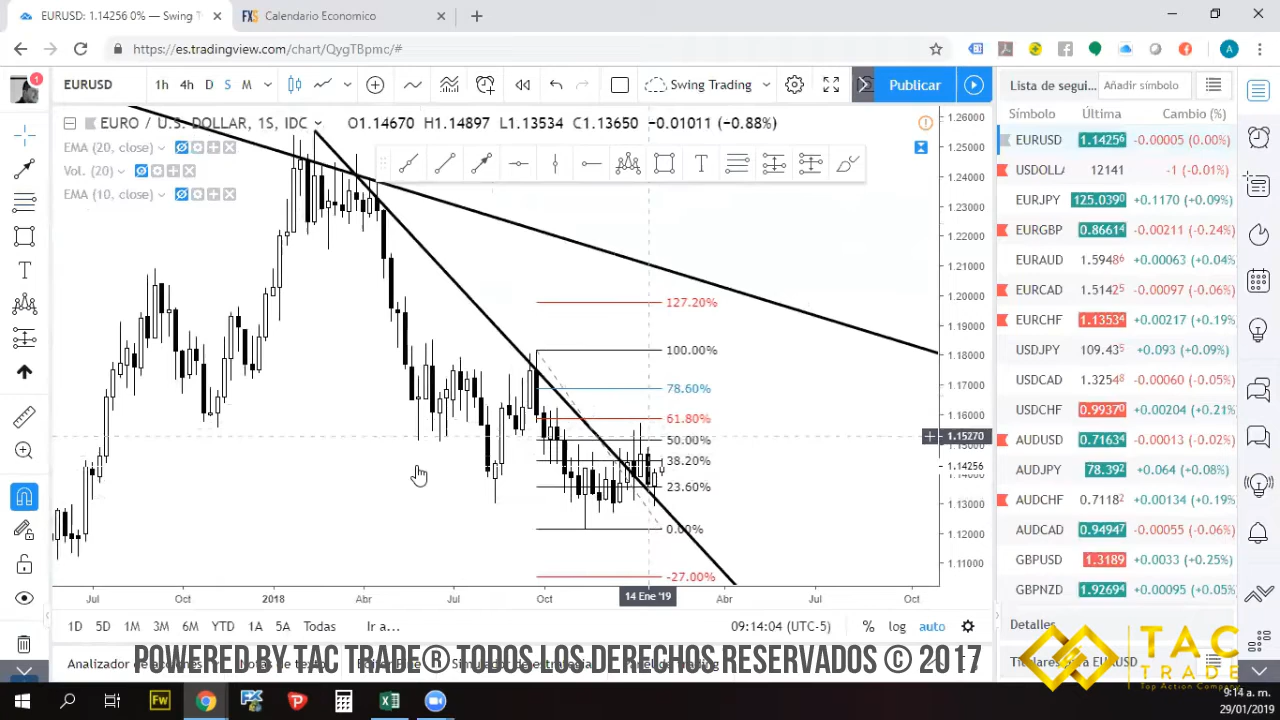 EURUSD: 1.14256 0% — Swing T
Calendario Economico
https://es.tradingview.com/chart/QygTBpmc/#
A
1
EURUSD
1h 4h D S M
Swing Trading
Publicar
Lista de segui...
Añadir símbolo
Símbolo Última Cambio (%)
EURO / U.S. DOLLAR, 1S, IDC O1.14670 H1.14897 L1.13534 C1.13650 −0.01011 (−0.88%)
EMA (20, close)
Vol. (20)
EMA (10, close)
127.20%
100.00%
78.60%
61.80%
50.00%
38.20%
23.60%
0.00%
-27.00%
1.26000
1.25000
1.24000
1.23000
1.22000
1.21000
1.20000
1.19000
1.18000
1.17000
1.16000
1.15270
1.14256
1.14000
1.13000
1.12000
1.11000
EURUSD 1.14256 -0.00005 (0.00%)
USDOLLA 12141 -1 (-0.01%)
EURJPY 125.0390 +0.1170 (+0.09%)
EURGBP 0.86614 -0.00211 (-0.24%)
EURAUD 1.59486 +0.00063 (+0.04%)
EURCAD 1.51425 -0.00097 (-0.06%)
EURCHF 1.13534 +0.00217 (+0.19%)
USDJPY 109.435 +0.093 (+0.09%)
USDCAD 1.32548 -0.00060 (-0.05%)
USDCHF 0.99370 +0.00204 (+0.21%)
AUDUSD 0.71634 -0.00013 (-0.02%)
AUDJPY 78.392 +0.064 (+0.08%)
AUDCHF 0.71182 +0.00134 (+0.19%)
AUDCAD 0.94947 -0.00055 (-0.06%)
GBPUSD 1.3189 +0.0033 (+0.25%)
GBPNZD 1.92694 +0.00095 (+0.05%)
Jul Oct 2018 Abr Jul Oct 14 Ene '19 Abr Jul Oct
1D 5D 1M 3M 6M YTD 1A 5A Todas Ir a...
09:14:04 (UTC-5) % log auto
Detalles
POWERED BY TAC TRADE® TODOS LOS DERECHOS RESERVADOS © 2017
TAC
TRADE
Top Action Company
Fw
9:14 a. m.
29/01/2019